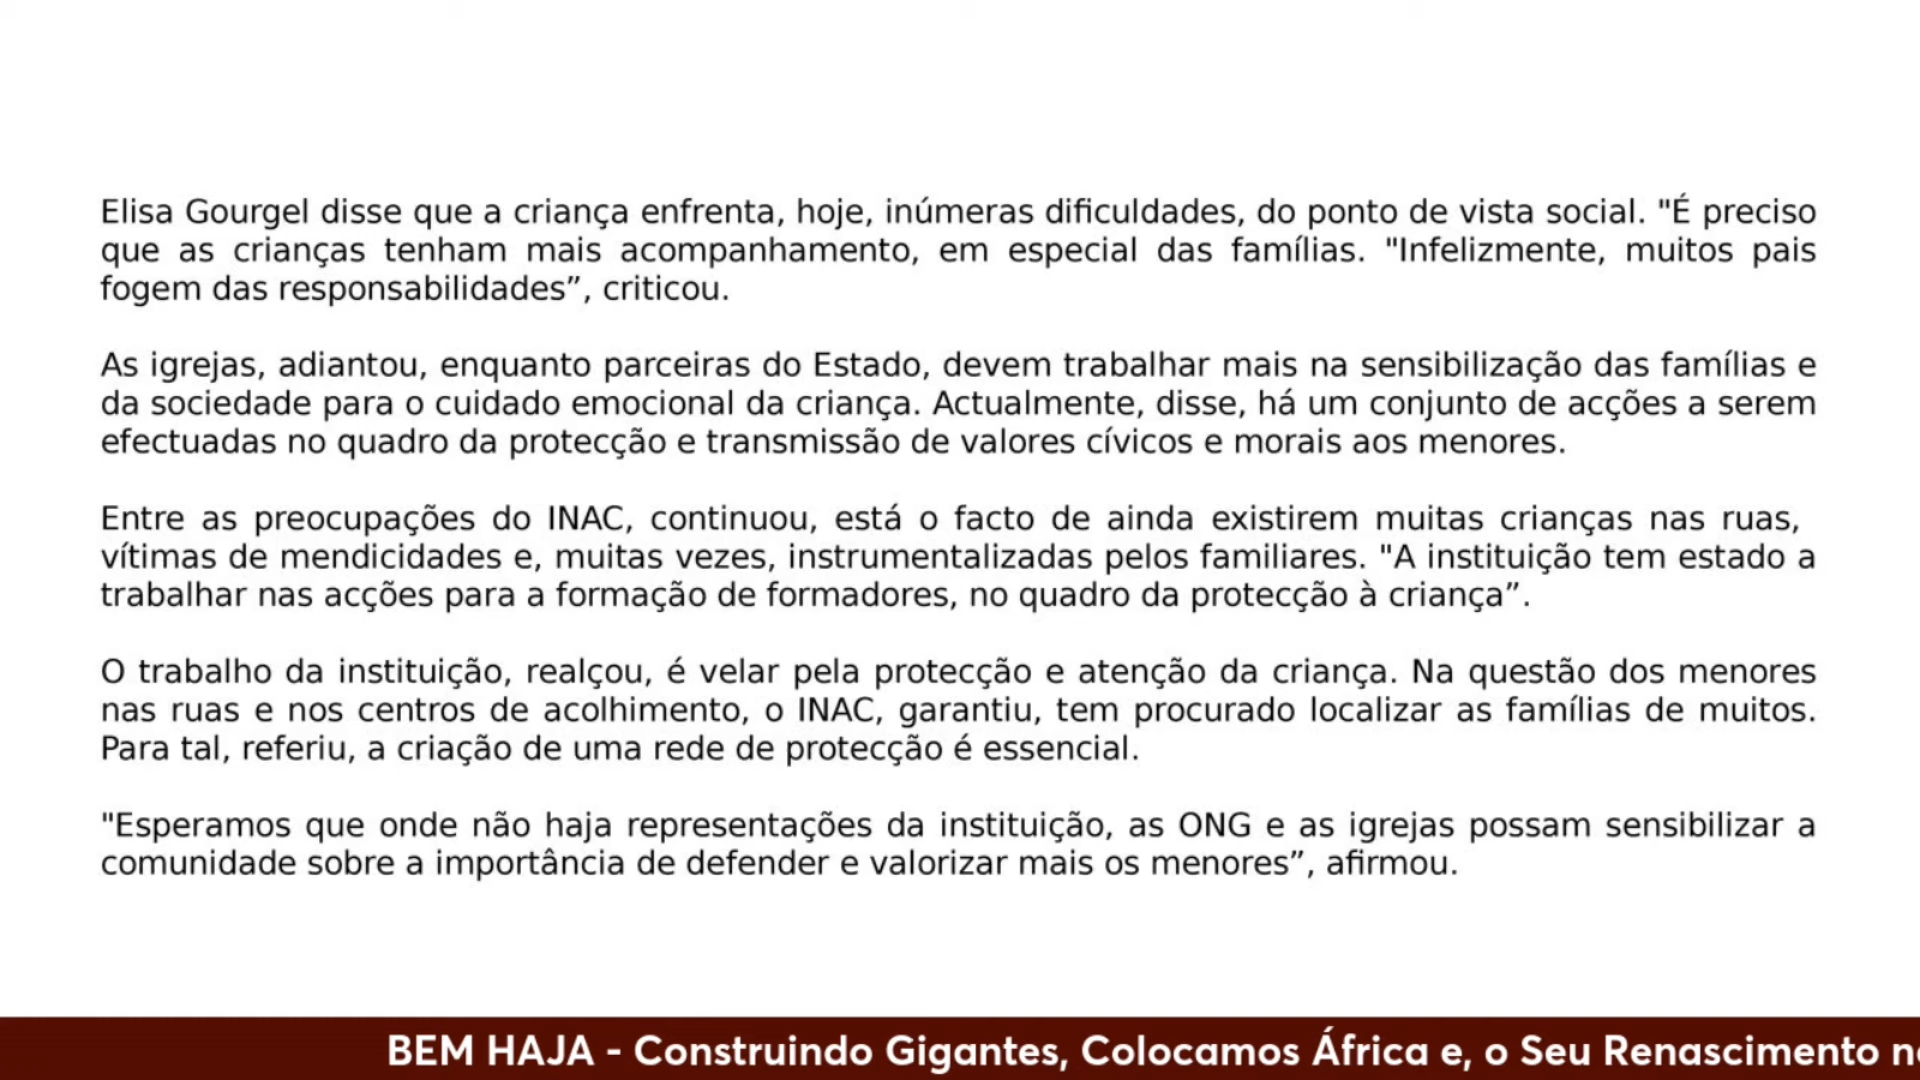 Elisa Gourgel disse que a criança enfrenta, hoje, inúmeras dificuldades, do ponto de vista social. "É preciso
que as crianças tenham mais acompanhamento, em especial das famílias. "Infelizmente, muitos pais
fogem das responsabilidades”, criticou.
As igrejas, adiantou, enquanto parceiras do Estado, devem trabalhar mais na sensibilização das famílias e
da sociedade para o cuidado emocional da criança. Actualmente, disse, há um conjunto de acções a serem
efectuadas no quadro da protecção e transmissão de valores cívicos e morais aos menores.
Entre as preocupações do INAC, continuou, está o facto de ainda existirem muitas crianças nas ruas,
vítimas de mendicidades e, muitas vezes, instrumentalizadas pelos familiares. "A instituição tem estado a
trabalhar nas acções para a formação de formadores, no quadro da protecção à criança”.
O trabalho da instituição, realçou, é velar pela protecção e atenção da criança. Na questão dos menores
nas ruas e nos centros de acolhimento, o INAC, garantiu, tem procurado localizar as famílias de muitos.
Para tal, referiu, a criação de uma rede de protecção é essencial.
"Esperamos que onde não haja representações da instituição, as ONG e as igrejas possam sensibilizar a
comunidade sobre a importância de defender e valorizar mais os menores”, afirmou.
BEM HAJA - Construindo Gigantes, Colocamos África e, o Seu Renascimento